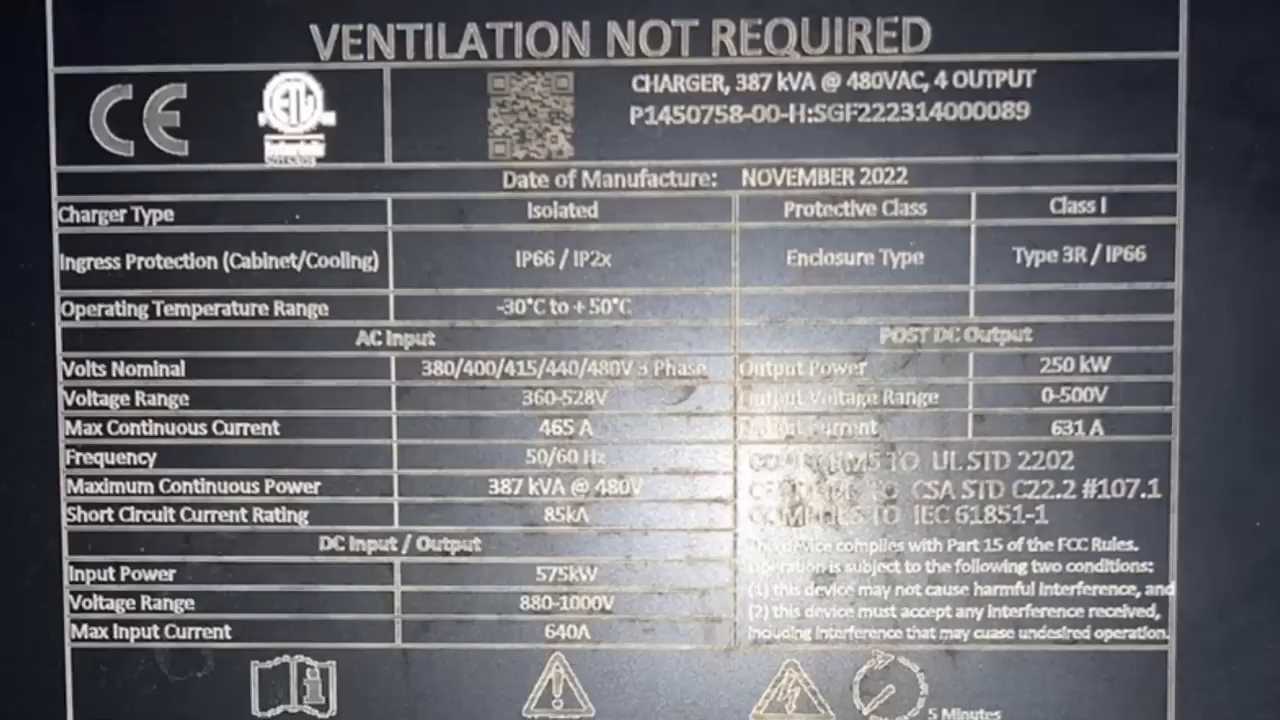 VENTILATION NOT REQUIRED
CE
ETL
CHARGER, 387 kVA @ 480VAC, 4 OUTPUT
P1450758-00-H:SGF222314000089
Date of Manufacture: NOVEMBER 2022
Charger Type Isolated Protective Class Class I
Ingress Protection (Cabinet/Cooling) IP66 / IP2x Enclosure Type Type 3R / IP66
Operating Temperature Range -30°C to + 50°C
AC Input POST DC Output
Volts Nominal 380/400/415/440/480V 3 Phase Output Power 250 kW
Voltage Range 360-528V Output Voltage Range 0-500V
Max Continuous Current 465 A Current 631 A
Frequency 50/60 Hz
Maximum Continuous Power 387 kVA @ 480V
Short Circuit Current Rating 85kA
CONFORMS TO UL STD 2202
TO CSA STD C22.2 #107.1
COMPLIES TO IEC 61851-1
DC Input / Output
Input Power 575kW
Voltage Range 880-1000V
Max Input Current 640A
This device complies with Part 15 of the FCC Rules.
Operation is subject to the following two conditions:
(1) this device may not cause harmful interference, and
(2) this device must accept any interference received,
including interference that may cuase undesired operation.
5 Minutes